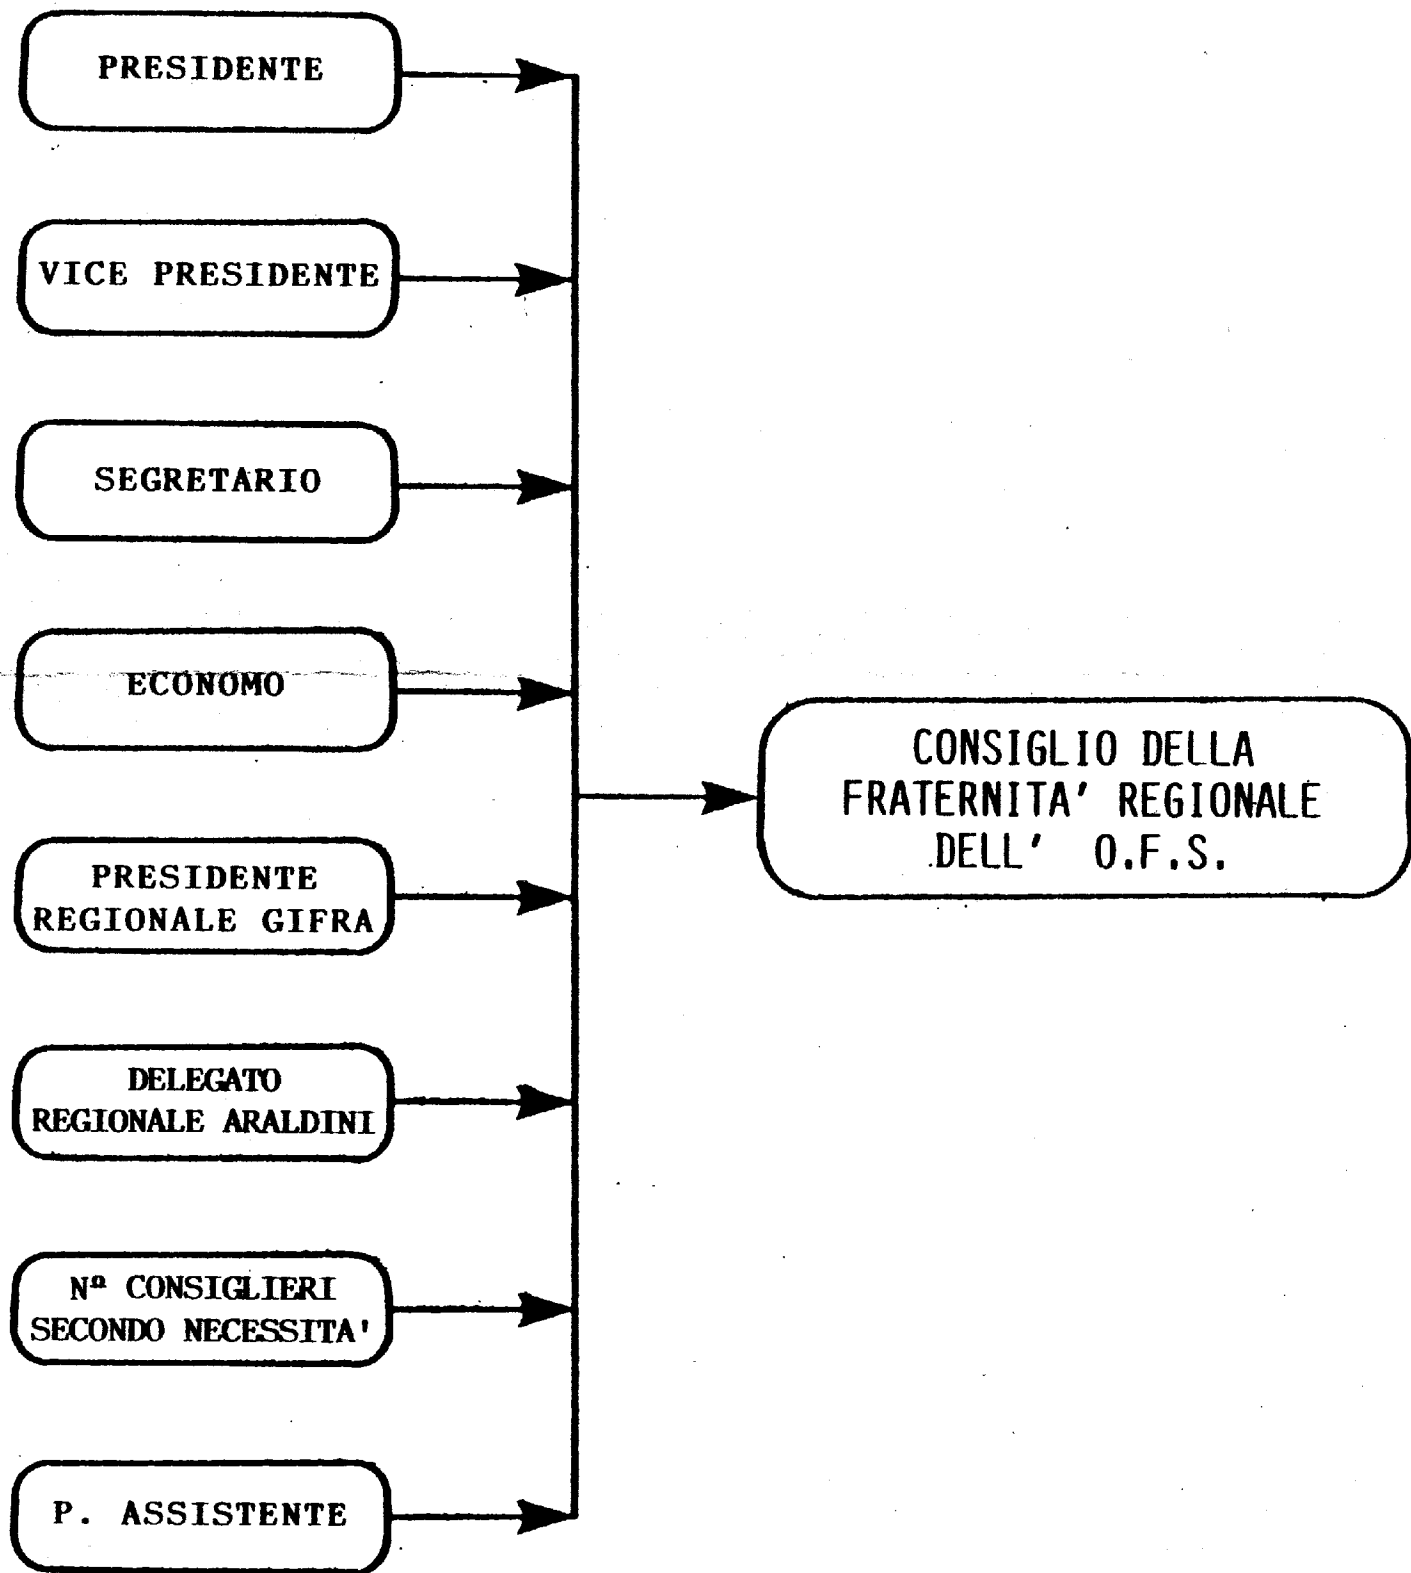 PRESIDENTE
VICE PRESIDENTE
SEGRETARIO
ECONOMO
PRESIDENTE
REGIONALE GIFRA
DELEGATO
REGIONALE ARALDINI
Nº CONSIGLIERI
SECONDO NECESSITA'
P. ASSISTENTE
CONSIGLIO DELLA
FRATERNITA' REGIONALE
DELL' O.F.S.